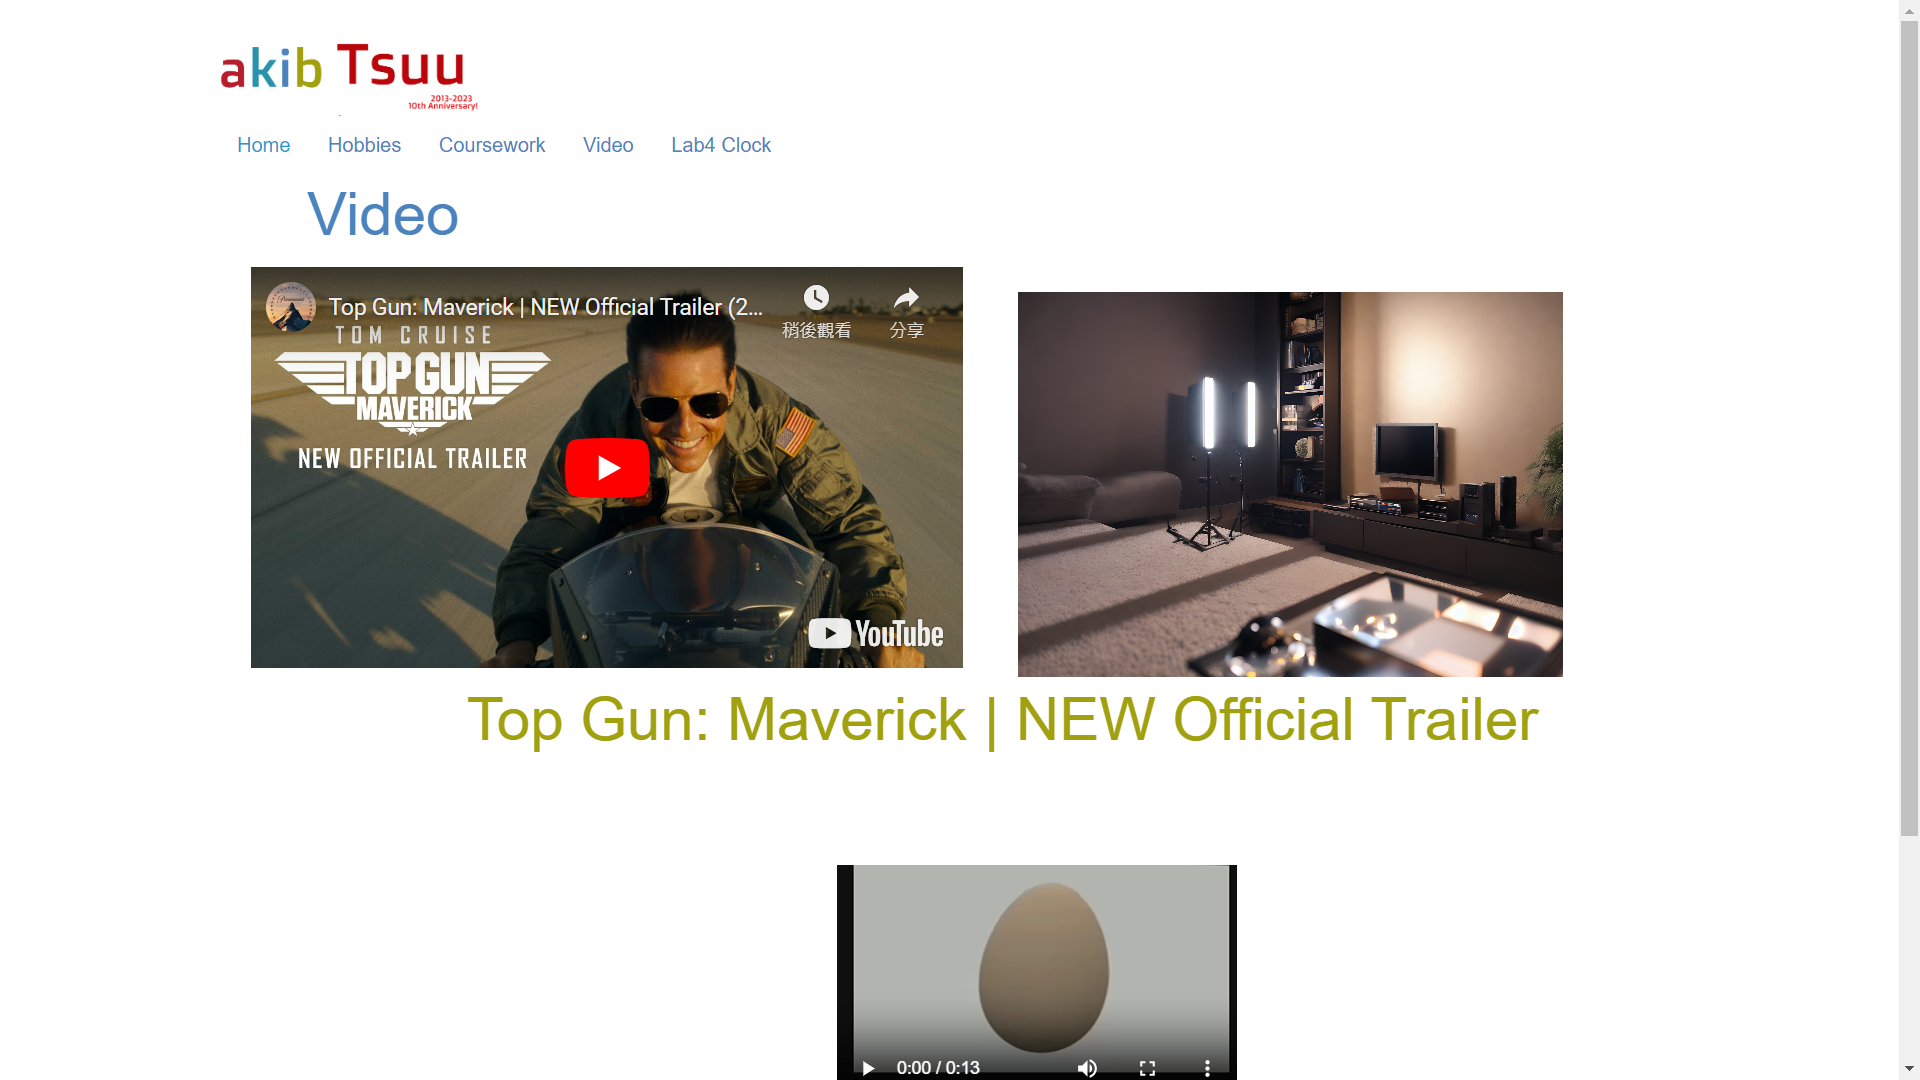 akib Tsuu
2013-2023
10th Anniversary!
Home Hobbies Coursework Video Lab4 Clock
Video
Top Gun: Maverick | NEW Official Trailer (2...
稍後觀看 分享
TOM CRUISE
TOP GUN
MAVERICK
NEW OFFICIAL TRAILER
YouTube
Top Gun: Maverick | NEW Official Trailer
0:00 / 0:13